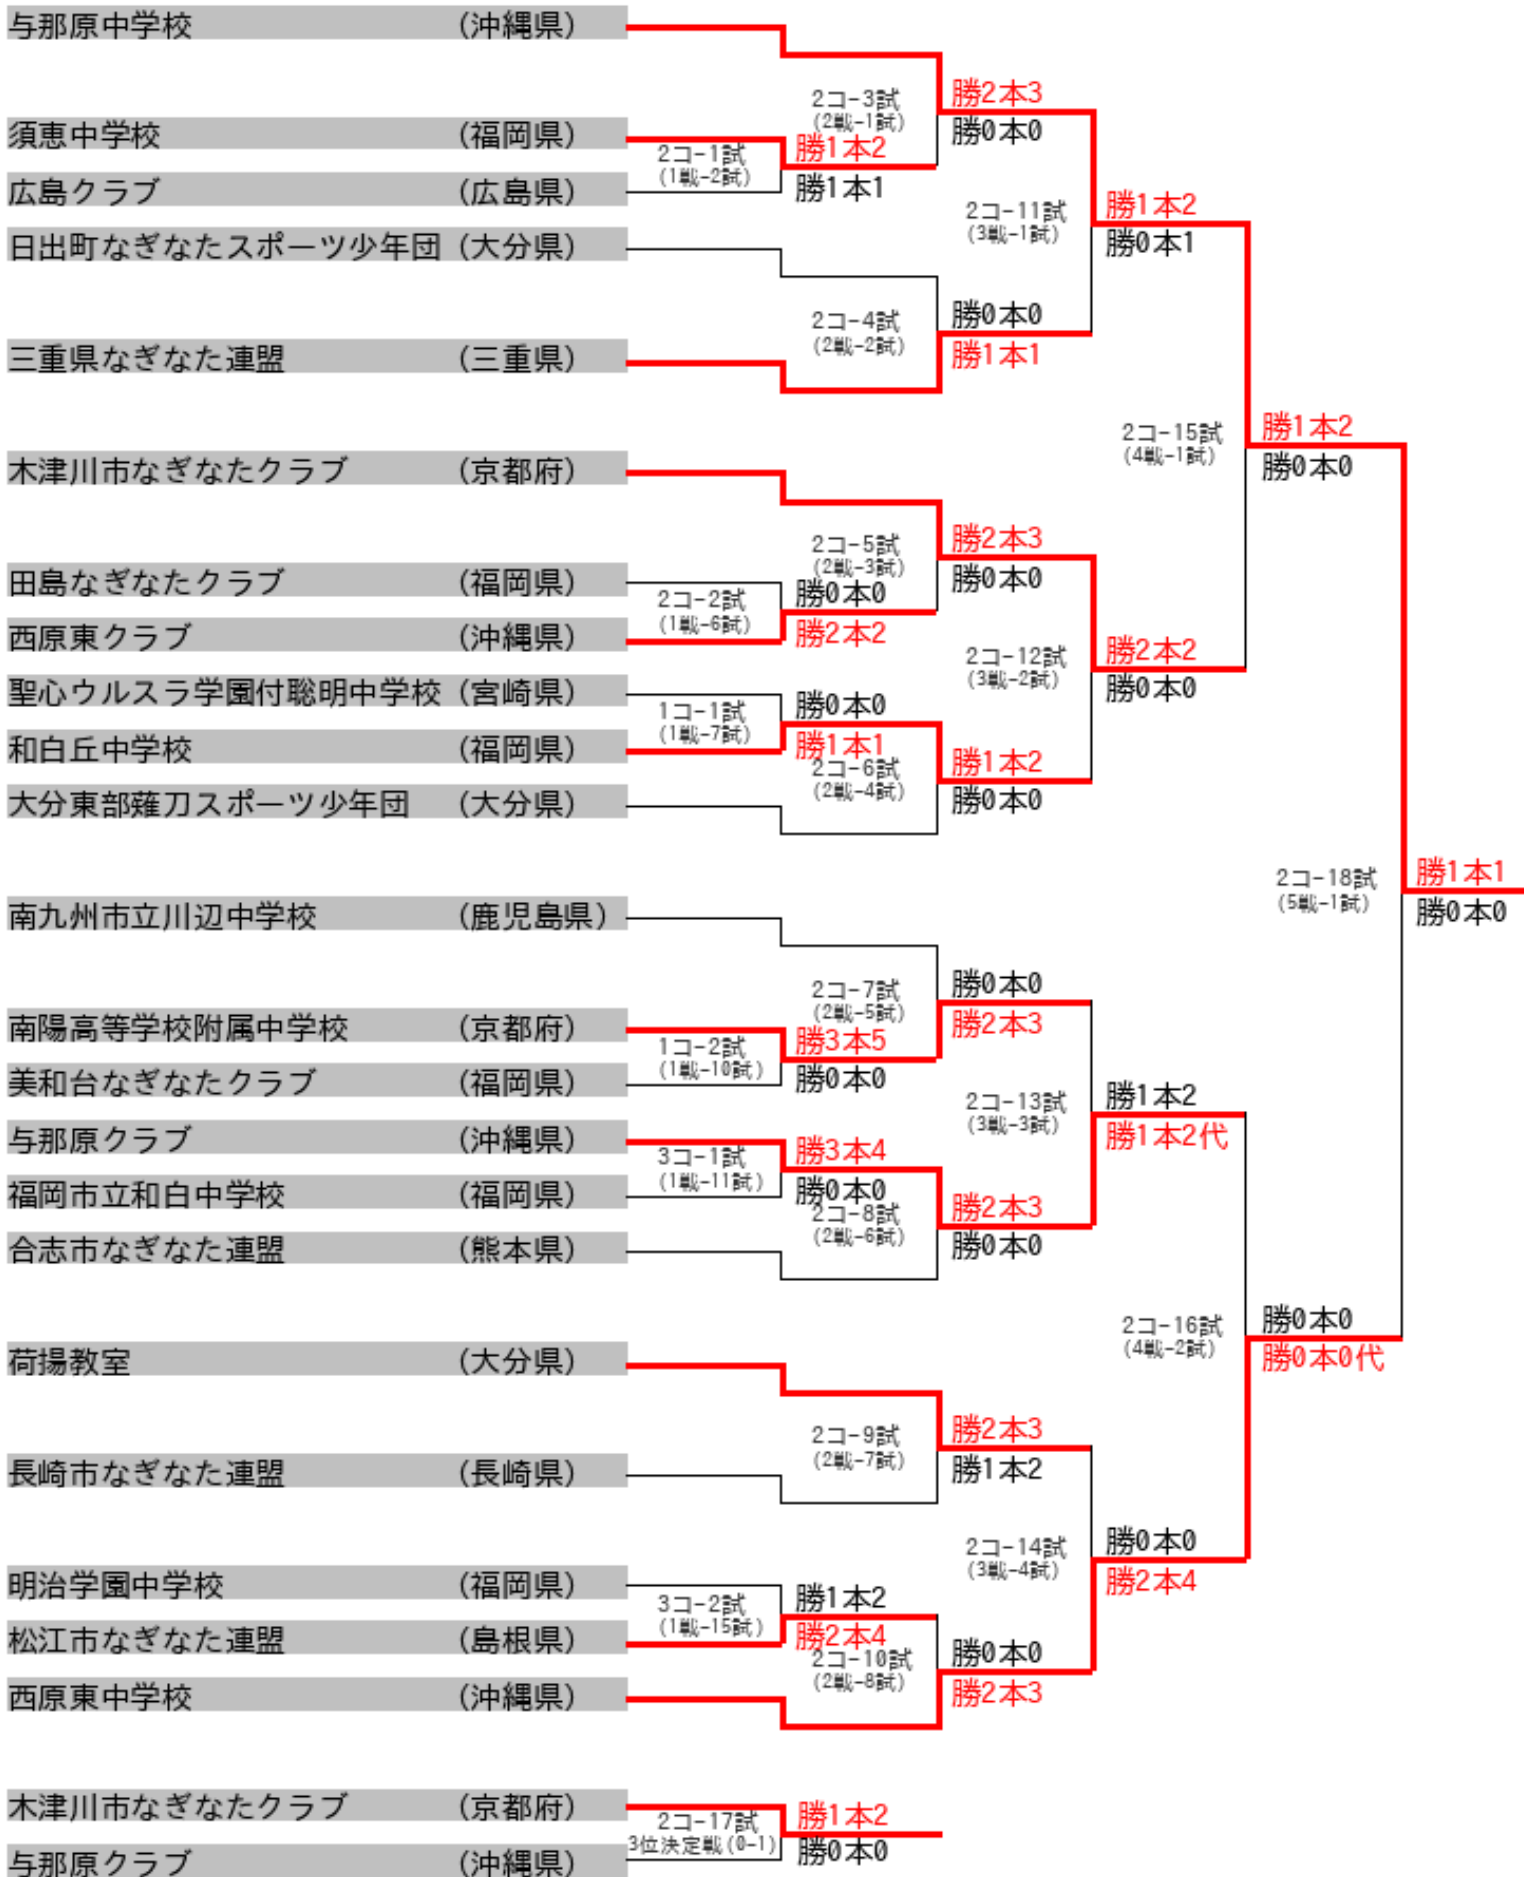 与那原中学校 (沖縄県)
2コ-3試 勝2本3
(2戦-1試)
須恵中学校 (福岡県) 勝0本0
2コ-1試 勝1本2
(1戦-2試)
広島クラブ (広島県) 勝1本1
2コ-11試 勝1本2
(3戦-1試)
日出町なぎなたスポーツ少年団 (大分県) 勝0本1
2コ-4試 勝0本0
(2戦-2試)
三重県なぎなた連盟 (三重県) 勝1本1
2コ-15試 勝1本2
(4戦-1試)
木津川市なぎなたクラブ (京都府) 勝0本0
2コ-5試 勝2本3
(2戦-3試)
田島なぎなたクラブ (福岡県) 勝0本0
2コ-2試 勝0本0
(1戦-6試)
西原東クラブ (沖縄県) 勝2本2
2コ-12試 勝2本2
(3戦-2試)
聖心ウルスラ学園付聡明中学校 (宮崎県) 勝0本0
1コ-1試 勝0本0
(1戦-7試)
和白丘中学校 (福岡県) 勝1本1
2コ-6試 勝1本2
(2戦-4試)
大分東部薙刀スポーツ少年団 (大分県) 勝0本0
2コ-18試 勝1本1
(5戦-1試)
南九州市立川辺中学校 (鹿児島県) 勝0本0
2コ-7試 勝0本0
(2戦-5試)
南陽高等学校附属中学校 (京都府) 勝2本3
1コ-2試 勝3本5
(1戦-10試)
美和台なぎなたクラブ (福岡県) 勝0本0
2コ-13試 勝1本2
(3戦-3試)
与那原クラブ (沖縄県) 勝1本2代
3コ-1試 勝3本4
(1戦-11試)
福岡市立和白中学校 (福岡県) 勝0本0
2コ-8試 勝2本3
(2戦-6試)
合志市なぎなた連盟 (熊本県) 勝0本0
2コ-16試 勝0本0
(4戦-2試)
荷揚教室 (大分県) 勝0本0代
2コ-9試 勝2本3
(2戦-7試)
長崎市なぎなた連盟 (長崎県) 勝1本2
2コ-14試 勝0本0
(3戦-4試)
明治学園中学校 (福岡県) 勝2本4
3コ-2試 勝1本2
(1戦-15試)
松江市なぎなた連盟 (島根県) 勝2本4
2コ-10試 勝0本0
(2戦-8試)
西原東中学校 (沖縄県) 勝2本3
木津川市なぎなたクラブ (京都府)
2コ-17試 勝1本2
3位決定戦(0-1)
与那原クラブ (沖縄県) 勝0本0